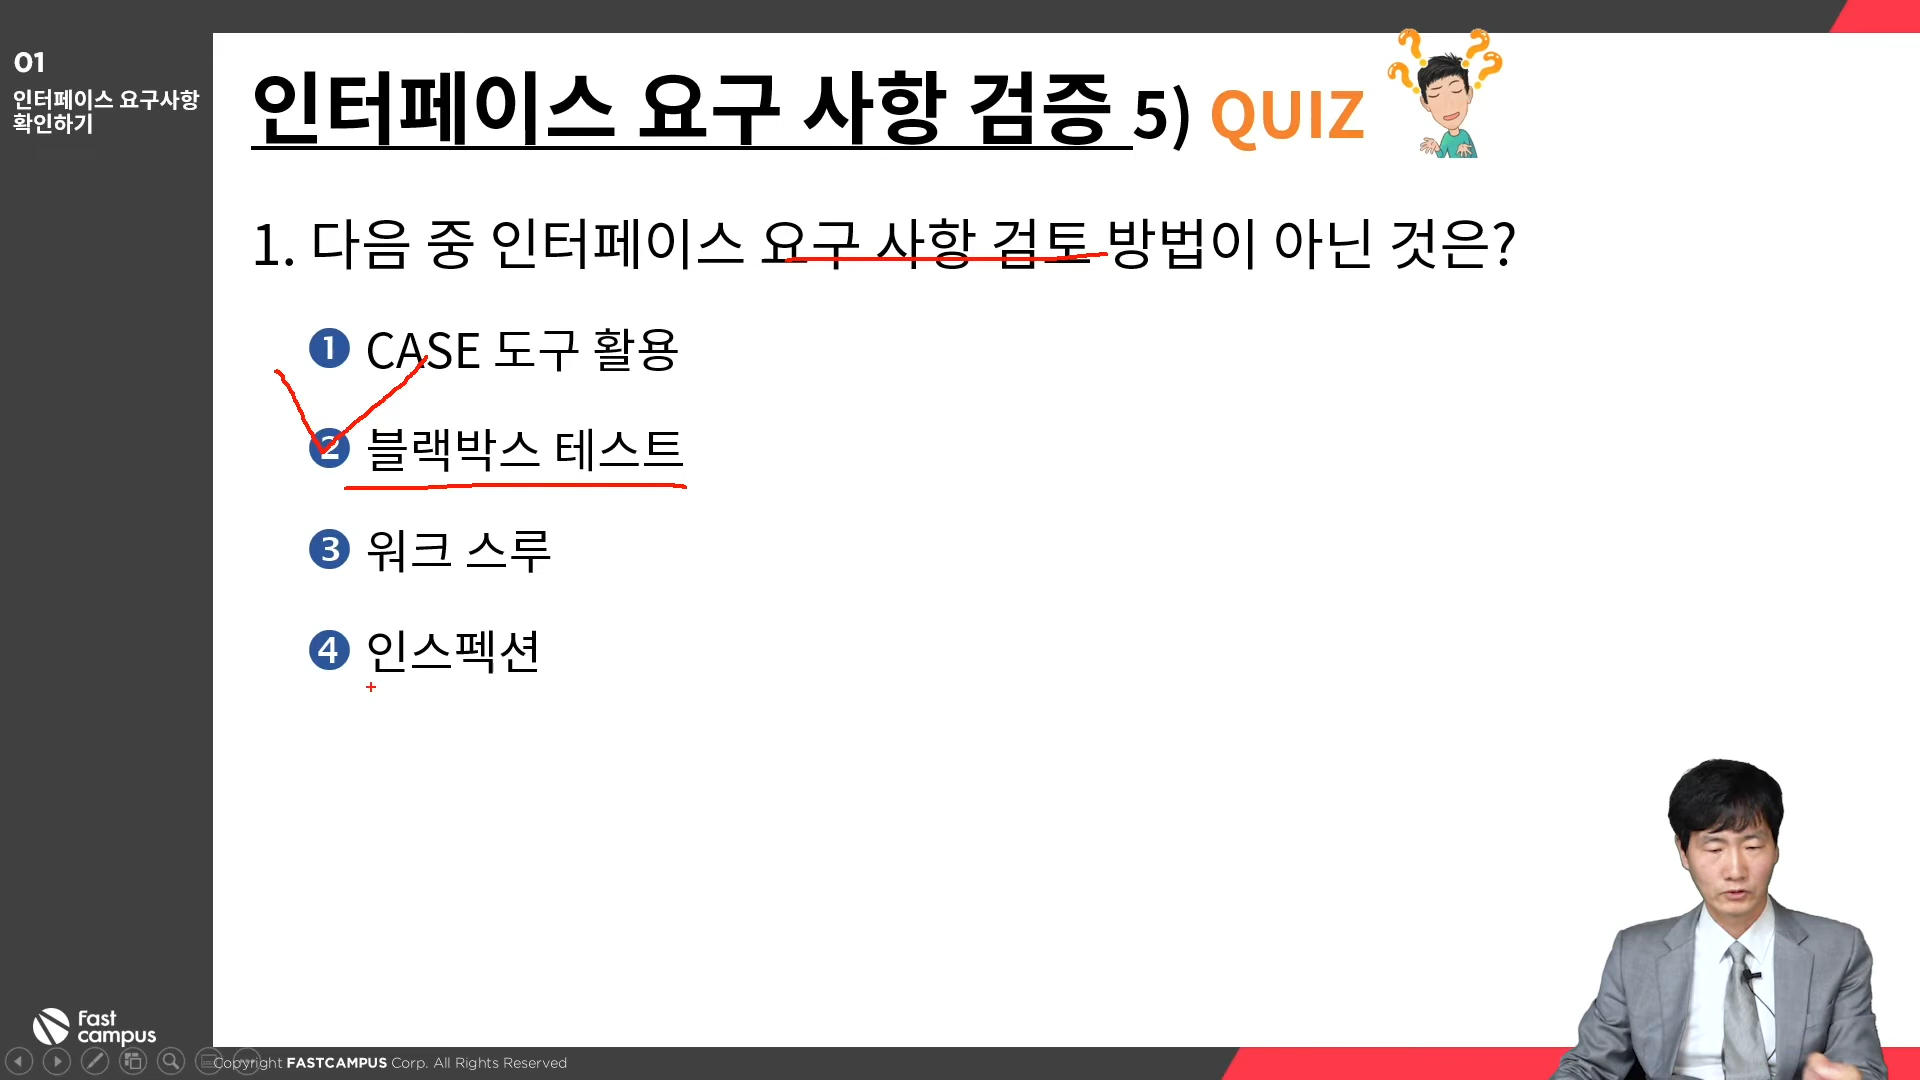 01
인터페이스 요구사항
확인하기
인터페이스 요구 사항 검증 5) QUIZ
1. 다음 중 인터페이스 요구 사항 검토 방법이 아닌 것은?
❶ CASE 도구 활용
❷ 블랙박스 테스트
❸ 워크 스루
❹ 인스펙션
Fast
campus
Copyright FASTCAMPUS Corp. All Rights Reserved